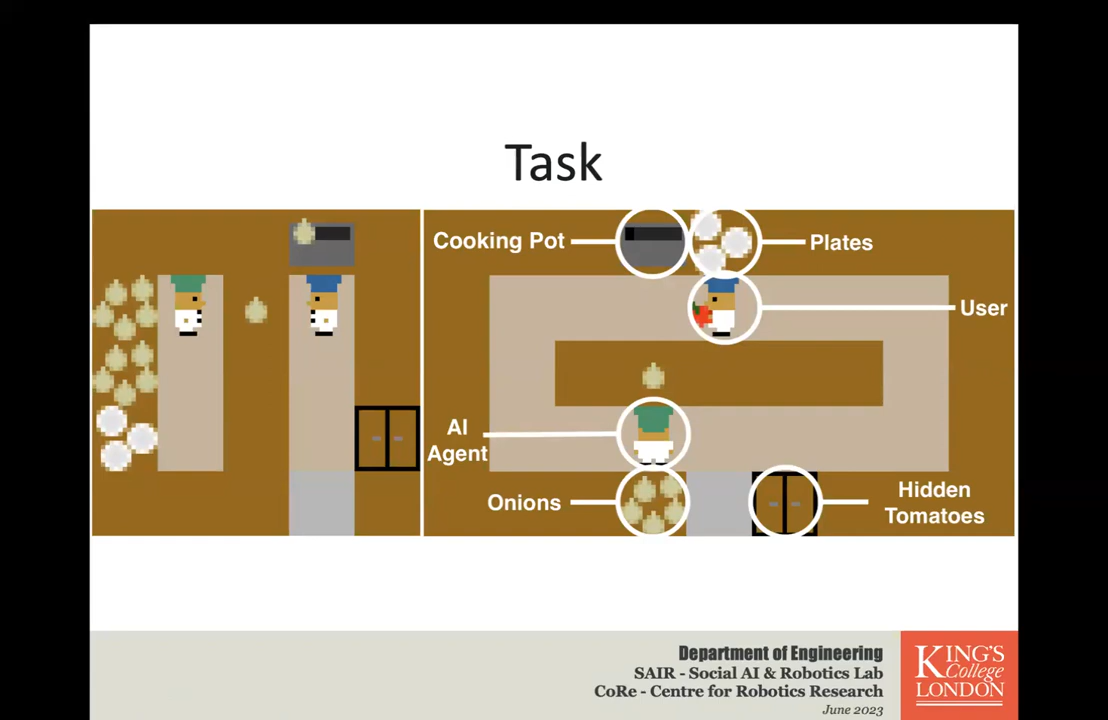 Task
Cooking Pot
Plates
User
AI
Agent
Onions
Hidden
Tomatoes
Department of Engineering
SAIR - Social AI & Robotics Lab
CoRe - Centre for Robotics Research
June 2023
KING'S
College
LONDON